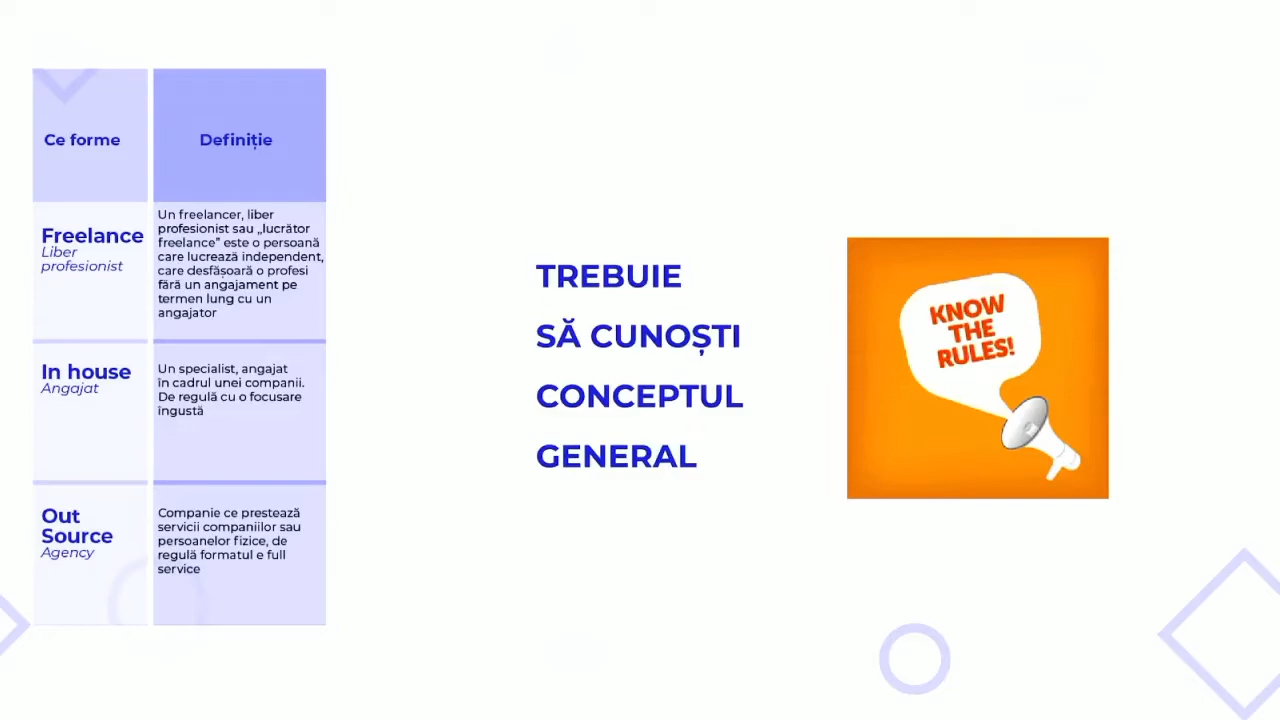 Ce forme
Definiție
Freelance
Liber
profesionist
Un freelancer, liber
profesionist sau „lucrător
freelance” este o persoană
care lucrează independent,
care desfășoară o profesi
fără un angajament pe
termen lung cu un
angajator
In house
Angajat
Un specialist, angajat
în cadrul unei companii.
De regulă cu o focusare
îngustă
Out
Source
Agency
Companie ce prestează
servicii companiilor sau
persoanelor fizice, de
regulă formatul e full
service
TREBUIE
SĂ CUNOȘTI
CONCEPTUL
GENERAL
KNOW
THE
RULES!